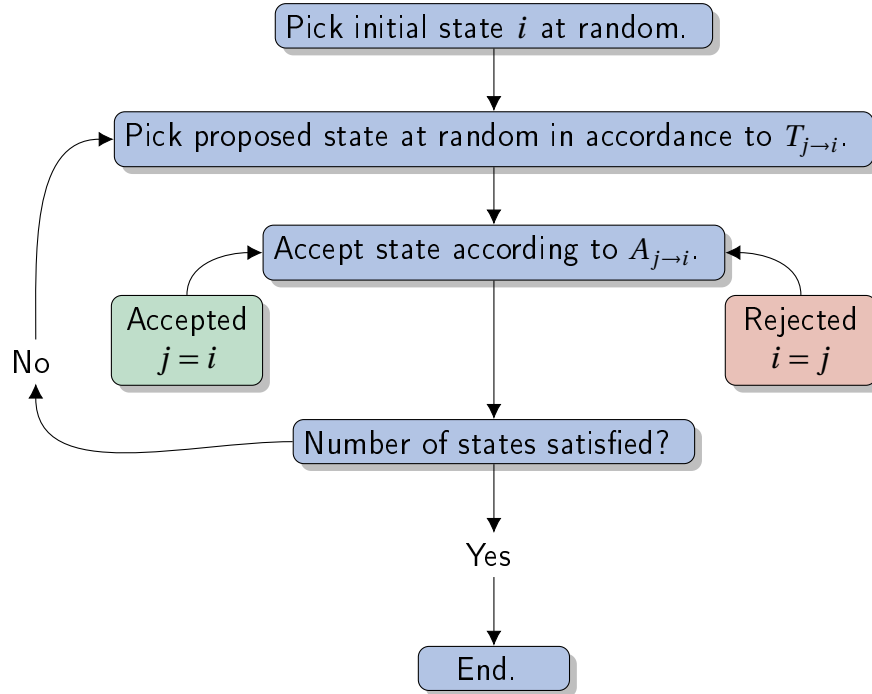 Pick initial state i at random.
Pick proposed state at random in accordance to T_{j→i}.
Accept state according to A_{j→i}.
Accepted
j = i
Rejected
i = j
No
Number of states satisfied?
Yes
End.